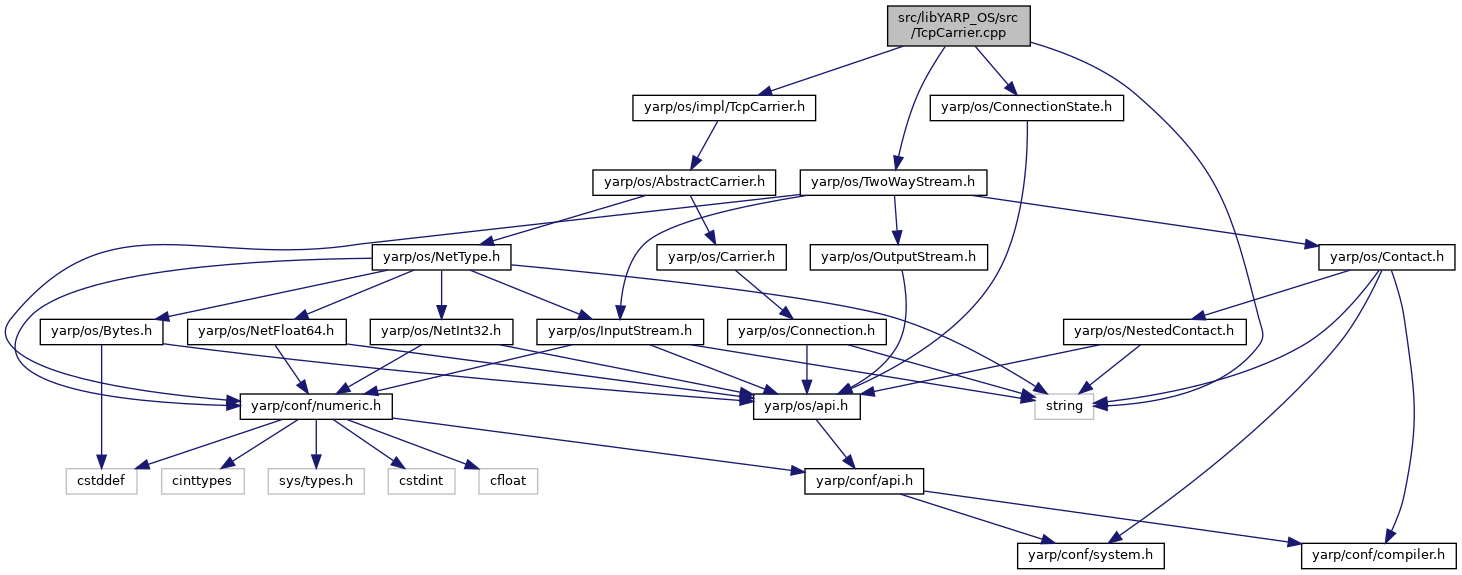 src/libYARP_OS/src
/TcpCarrier.cpp
yarp/os/impl/TcpCarrier.h
yarp/os/ConnectionState.h
yarp/os/AbstractCarrier.h
yarp/os/TwoWayStream.h
yarp/os/NetType.h
yarp/os/Carrier.h
yarp/os/OutputStream.h
yarp/os/Contact.h
yarp/os/Bytes.h
yarp/os/NetFloat64.h
yarp/os/NetInt32.h
yarp/os/InputStream.h
yarp/os/Connection.h
yarp/os/NestedContact.h
yarp/conf/numeric.h
yarp/os/api.h
string
cstddef
cinttypes
sys/types.h
cstdint
cfloat
yarp/conf/api.h
yarp/conf/system.h
yarp/conf/compiler.h